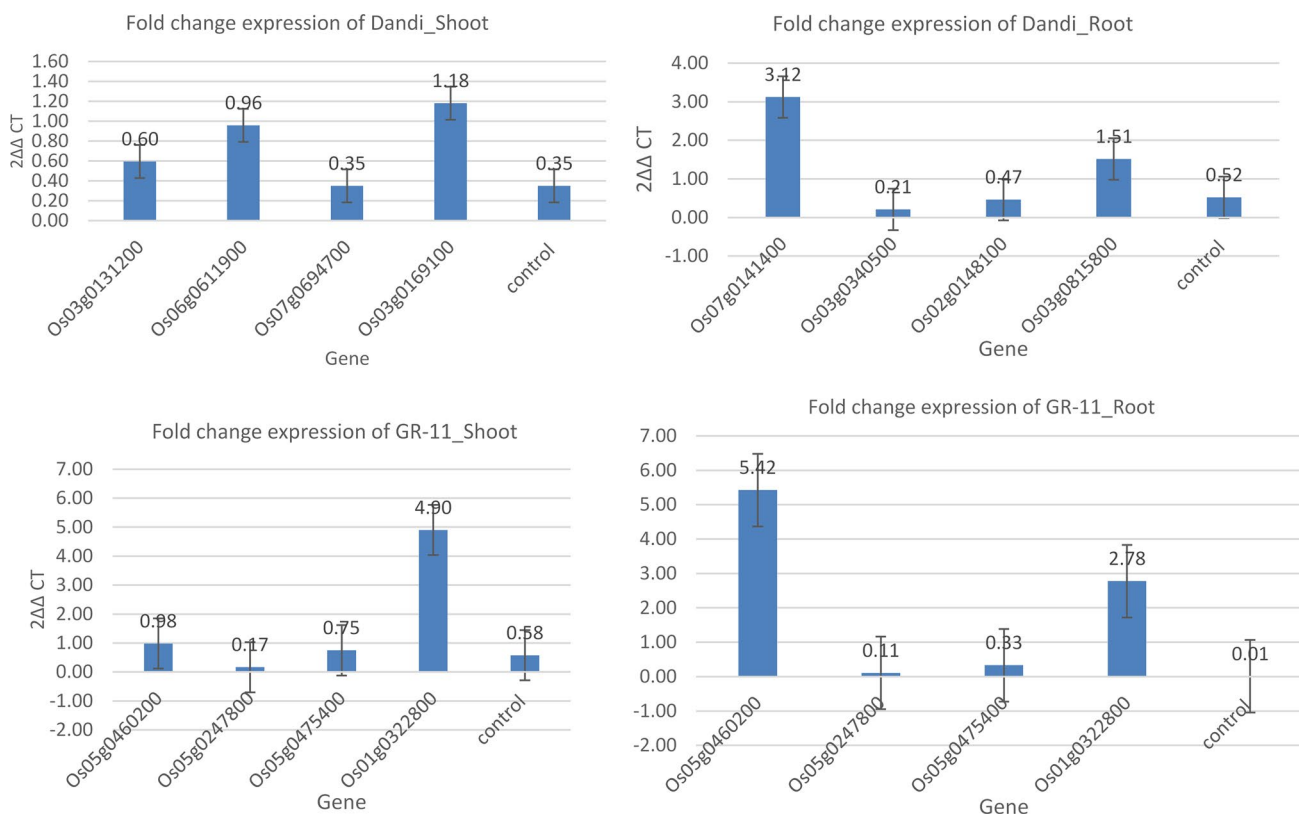 Fold change expression of Dandi_Shoot
1.60
1.40
1.20
1.00
0.80
0.60
0.40
0.20
0.00
2ΔΔ CT
0.60
0.96
0.35
1.18
0.35
Os03g0131200
Os06g0611900
Os07g0694700
Os03g0169100
control
Gene
Fold change expression of Dandi_Root
4.00
3.00
2.00
1.00
0.00
-1.00
2ΔΔ CT
3.12
0.21
0.47
1.51
0.52
Os07g0141400
Os03g0340500
Os02g0148100
Os03g0815800
control
Gene
Fold change expression of GR-11_Shoot
7.00
6.00
5.00
4.00
3.00
2.00
1.00
0.00
-1.00
-2.00
2ΔΔ CT
0.98
0.17
0.75
4.90
0.58
Os05g0460200
Os05g0247800
Os05g0475400
Os01g0322800
control
Gene
Fold change expression of GR-11_Root
7.00
6.00
5.00
4.00
3.00
2.00
1.00
0.00
-1.00
-2.00
5.42
0.11
0.33
2.78
0.01
Os05g0460200
Os05g0247800
Os05g0475400
Os01g0322800
control
Gene